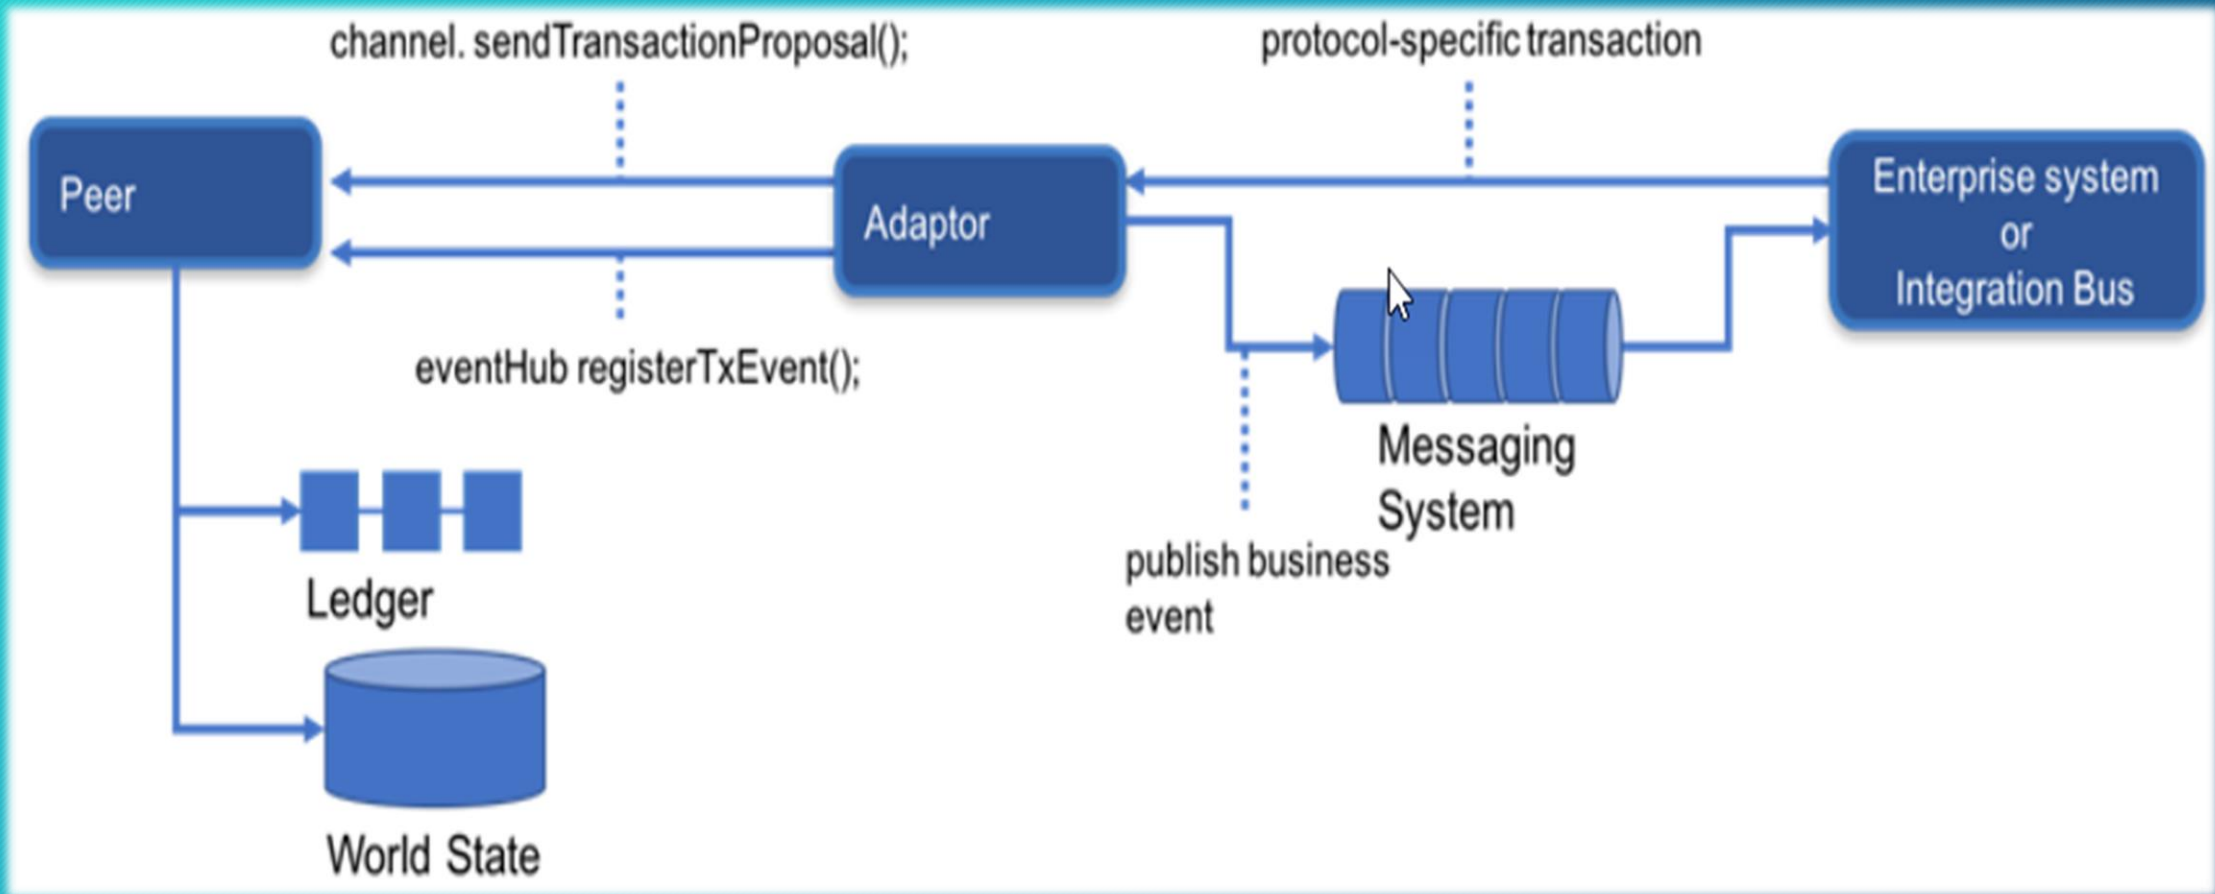 channel. sendTransactionProposal();
protocol-specific transaction
Peer
Adaptor
Enterprise system
or
Integration Bus
eventHub registerTxEvent();
Messaging
System
publish business
event
Ledger
World State